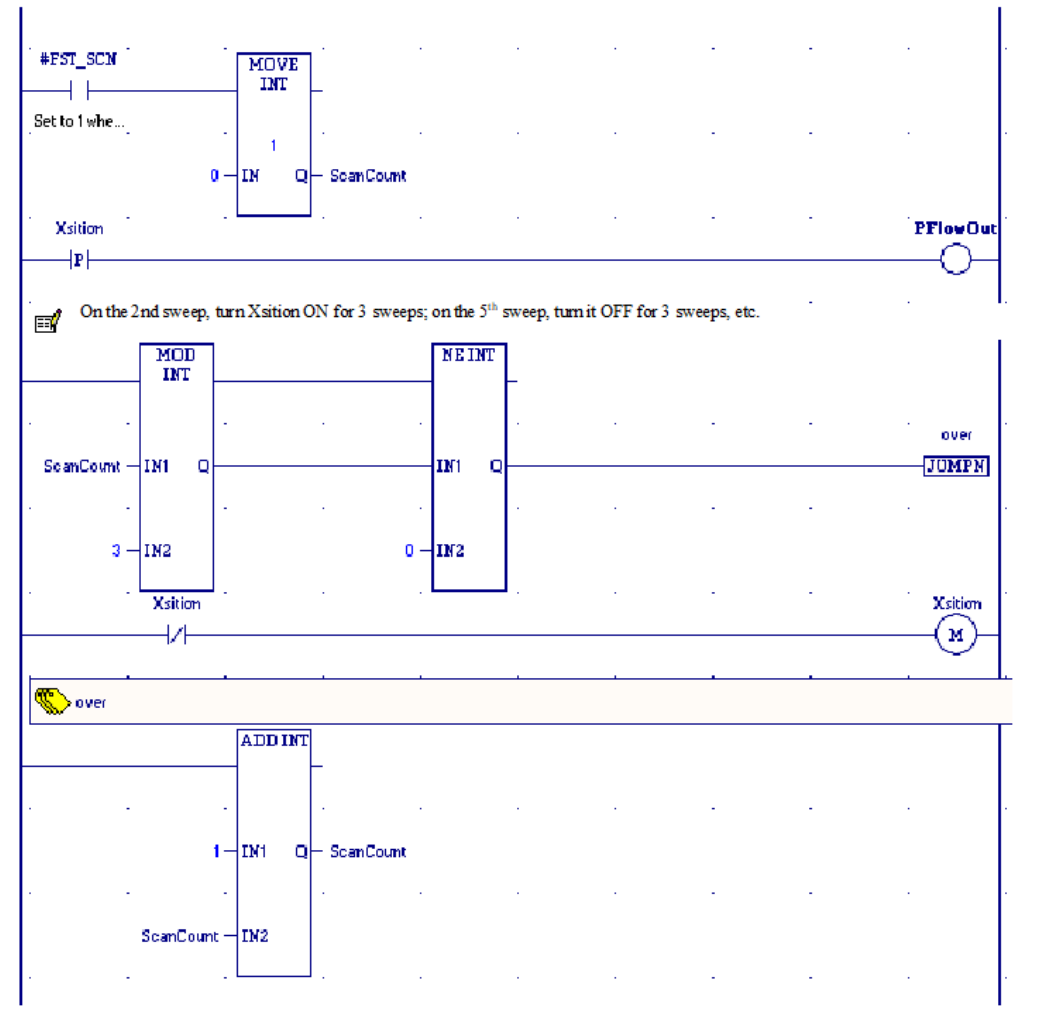 #FST_SCN
MOVE
INT
Set to 1 whe...
1
0 IN Q ScanCount
Xsition PFlowOut
P
On the 2nd sweep, turn Xsition ON for 3 sweeps; on the 5th sweep, turn it OFF for 3 sweeps, etc.
MOD NE INT
INT
over
ScanCount IN1 Q IN1 Q JUMPN
3 IN2 0 IN2
Xsition Xsition
M
over
ADD INT
1 IN1 Q ScanCount
ScanCount IN2